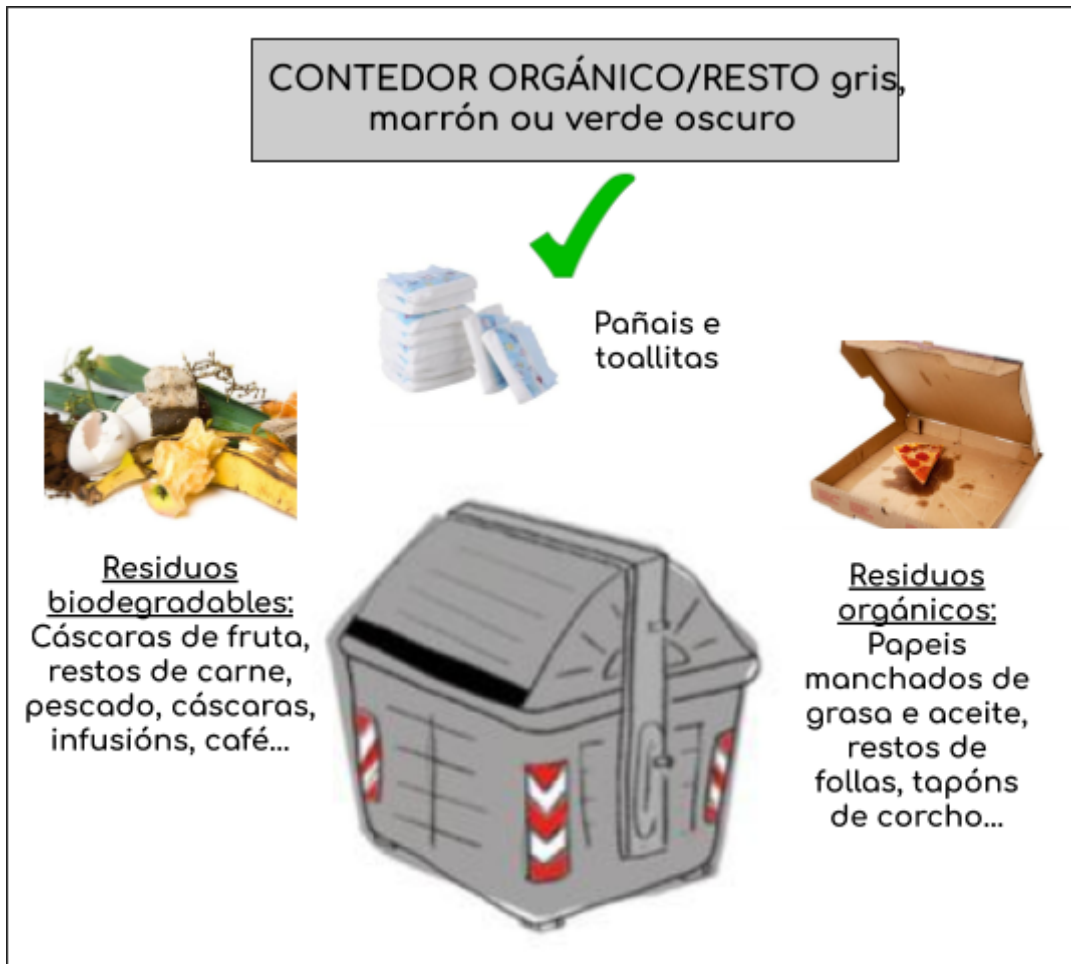 CONTEDOR ORGÁNICO/RESTO gris,
marrón ou verde oscuro
Pañais e
toallitas
Residuos
biodegradables:
Cáscaras de fruta,
restos de carne,
pescado, cáscaras,
infusións, café...
Residuos
orgánicos:
Papeis
manchados de
grasa e aceite,
restos de
follas, tapóns
de corcho...